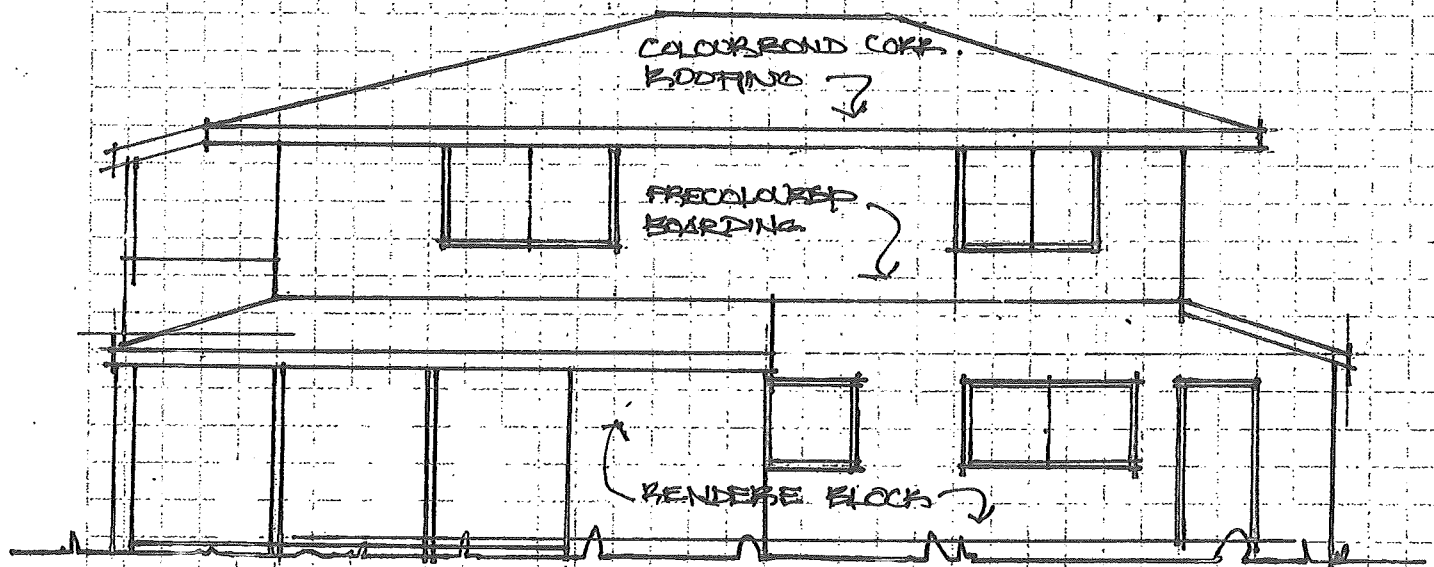 COLOURBOND CORR.
ROOFING
PRECOLOURED
BOARDING
RENDERE BLOCK